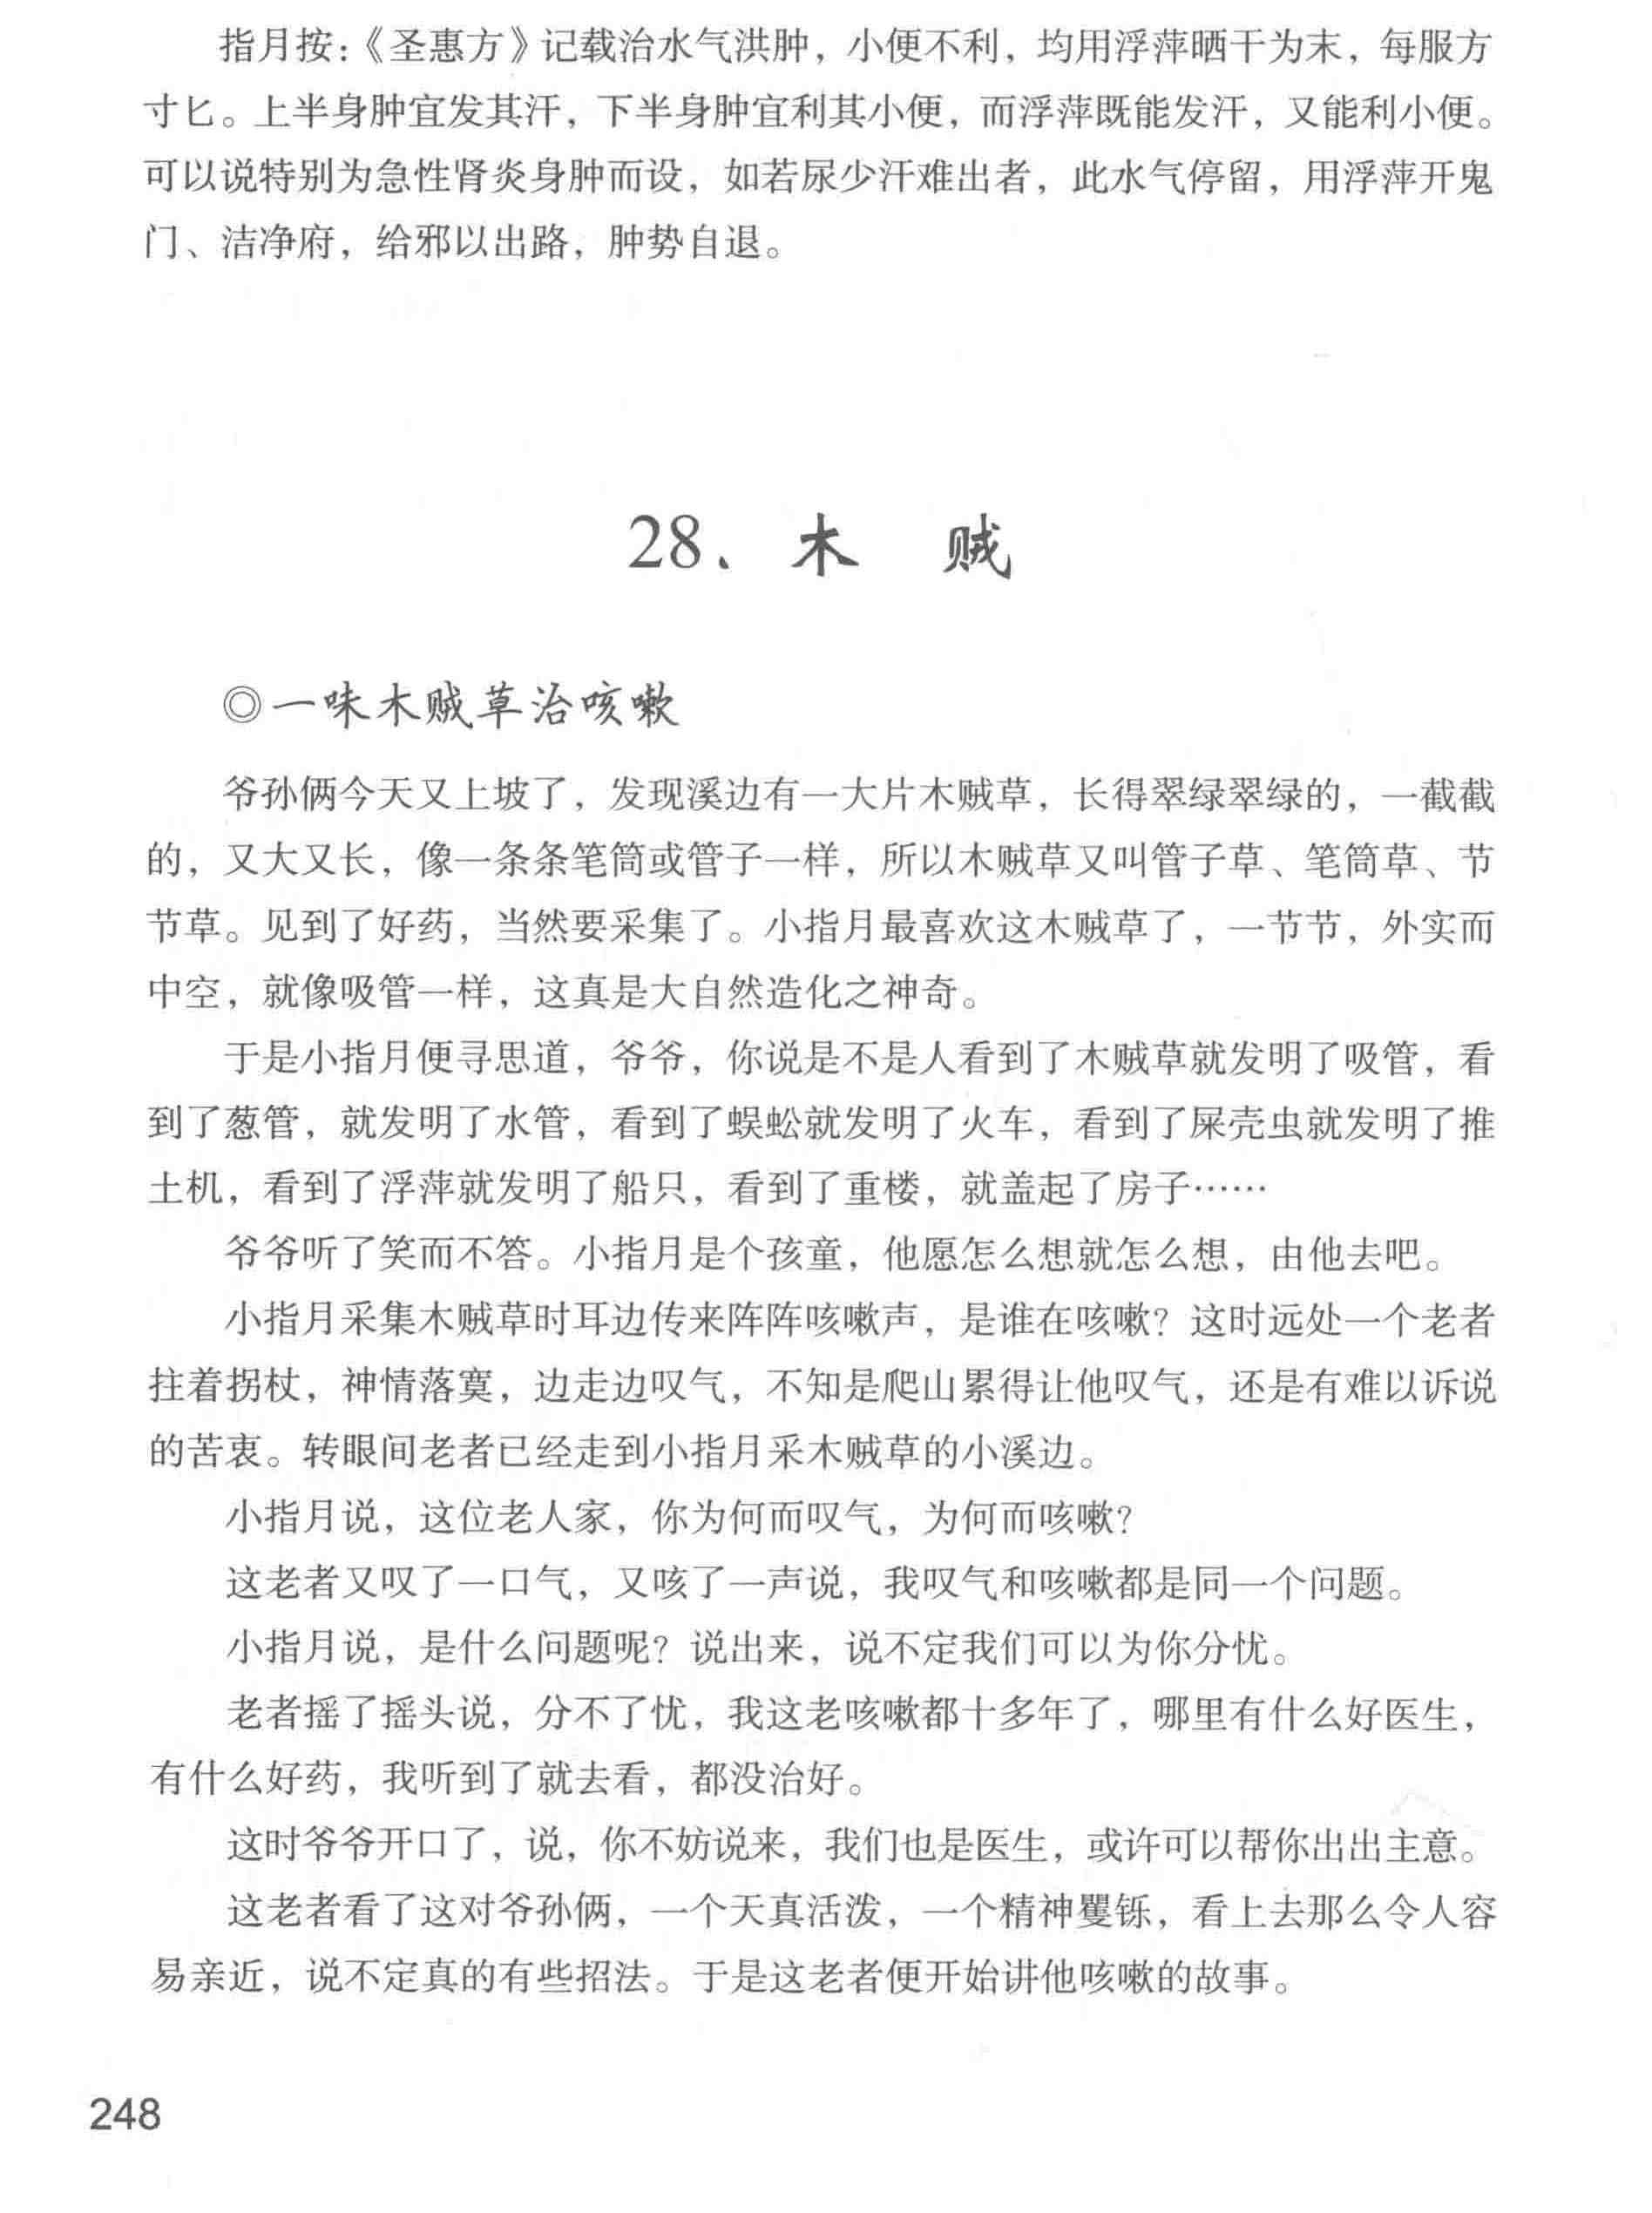 指月按：《圣惠方》记载治水气洪肿，小便不利，均用浮萍晒干为末，每服方
寸匕。上半身肿宜发其汗，下半身肿宜利其小便，而浮萍既能发汗，又能利小便。
可以说特别为急性肾炎身肿而设，如若尿少汗难出者，此水气停留，用浮萍开鬼
门、洁净府，给邪以出路，肿势自退。
28、木 贼
◎一味木贼草治咳嗽
爷孙俩今天又上坡了，发现溪边有一大片木贼草，长得翠绿翠绿的，一截截
的，又大又长，像一条条笔筒或管子一样，所以木贼草又叫管子草、笔筒草、节
节草。见到了好药，当然要采集了。小指月最喜欢这木贼草了，一节节，外实而
中空，就像吸管一样，这真是大自然造化之神奇。
于是小指月便寻思道，爷爷，你说是不是人看到了木贼草就发明了吸管，看
到了葱管，就发明了水管，看到了蜈蚣就发明了火车，看到了屎壳虫就发明了推
土机，看到了浮萍就发明了船只，看到了重楼，就盖起了房子……
爷爷听了笑而不答。小指月是个孩童，他愿怎么想就怎么想，由他去吧。
小指月采集木贼草时耳边传来阵阵咳嗽声，是谁在咳嗽？这时远处一个老者
拄着拐杖，神情落寞，边走边叹气，不知是爬山累得让他叹气，还是有难以诉说
的苦衷。转眼间老者已经走到小指月采木贼草的小溪边。
小指月说，这位老人家，你为何而叹气，为何而咳嗽？
这老者又叹了一口气，又咳了一声说，我叹气和咳嗽都是同一个问题。
小指月说，是什么问题呢？说出来，说不定我们可以为你分忧。
老者摇了摇头说，分不了忧，我这老咳嗽都十多年了，哪里有什么好医生，
有什么好药，我听到了就去看，都没治好。
这时爷爷开口了，说，你不妨说来，我们也是医生，或许可以帮你出出主意。
这老者看了这对爷孙俩，一个天真活泼，一个精神矍铄，看上去那么令人容
易亲近，说不定真的有些招法。于是这老者便开始讲他咳嗽的故事。
248